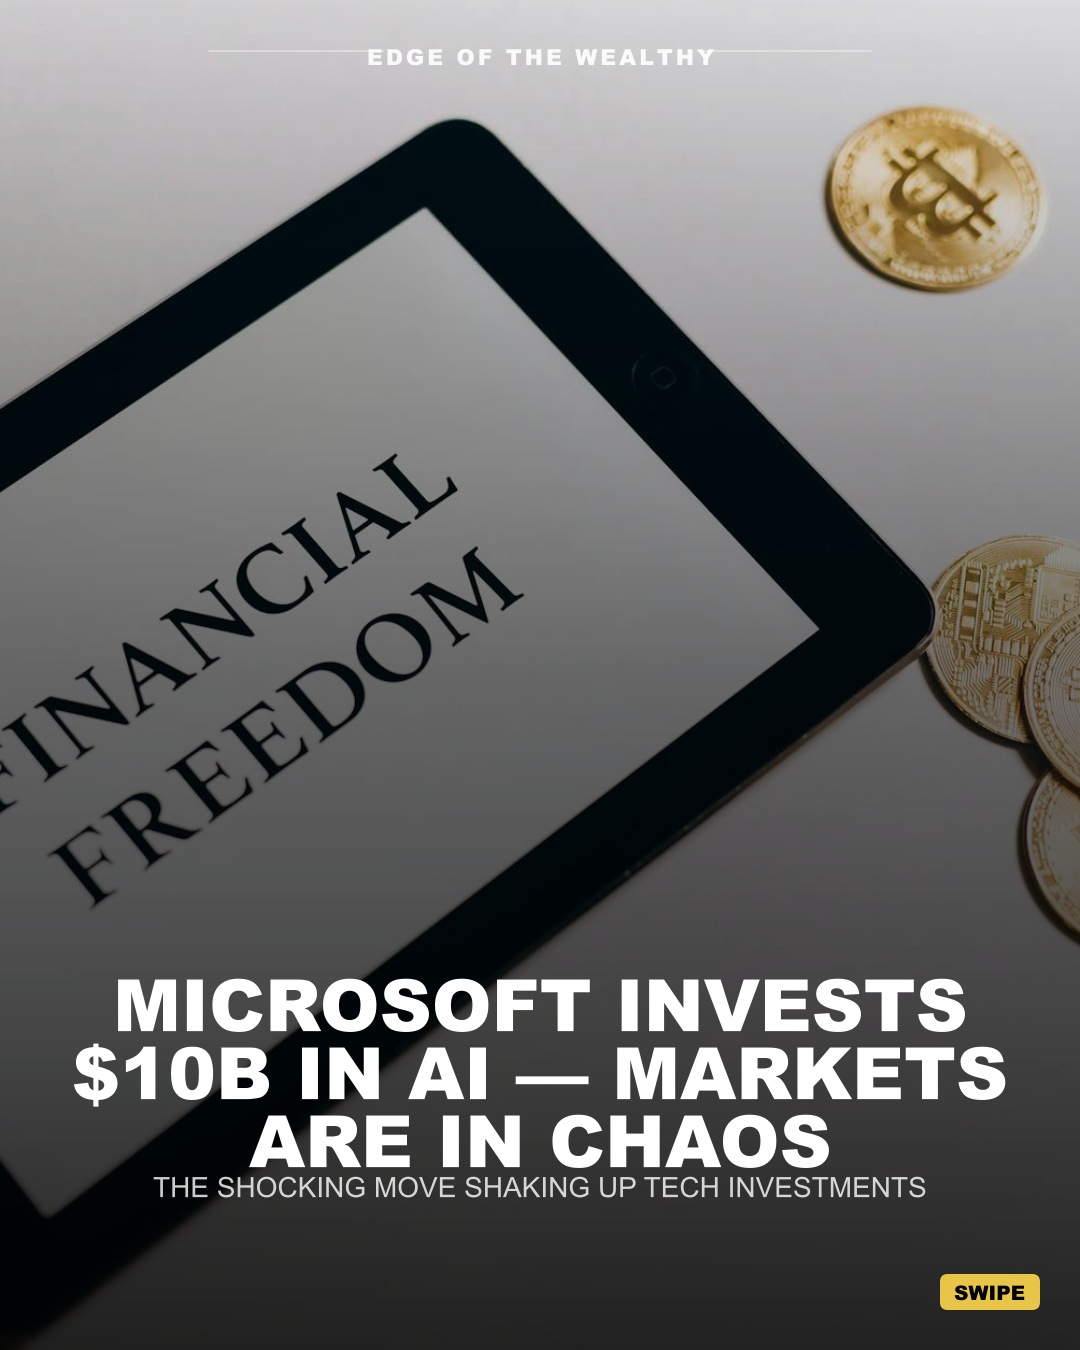 EDGE OF THE WEALTHY
FINANCIAL
FREEDOM
MICROSOFT INVESTS
$10B IN AI — MARKETS
ARE IN CHAOS
THE SHOCKING MOVE SHAKING UP TECH INVESTMENTS
SWIPE